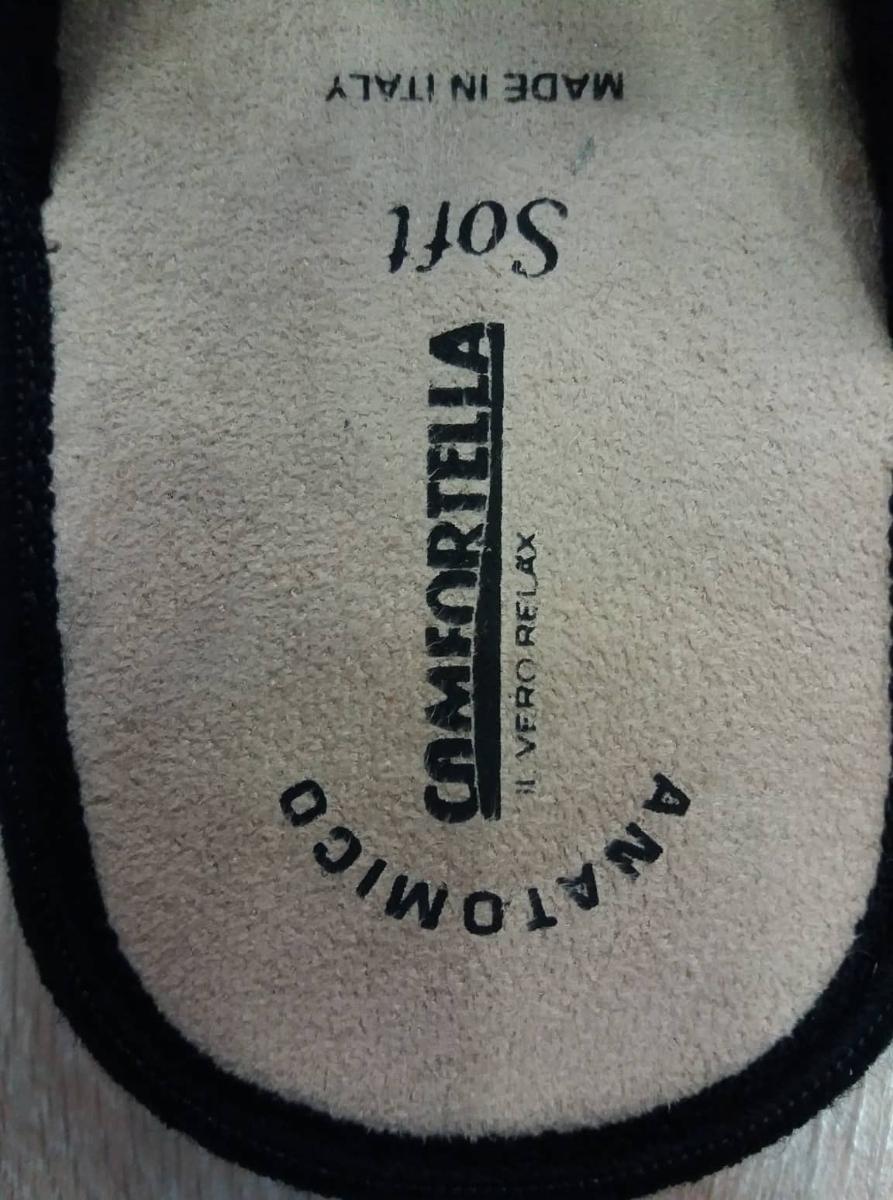 ANATOMICO
COMFORTELLA
IL VERO RELAX
Soft
MADE IN ITALY